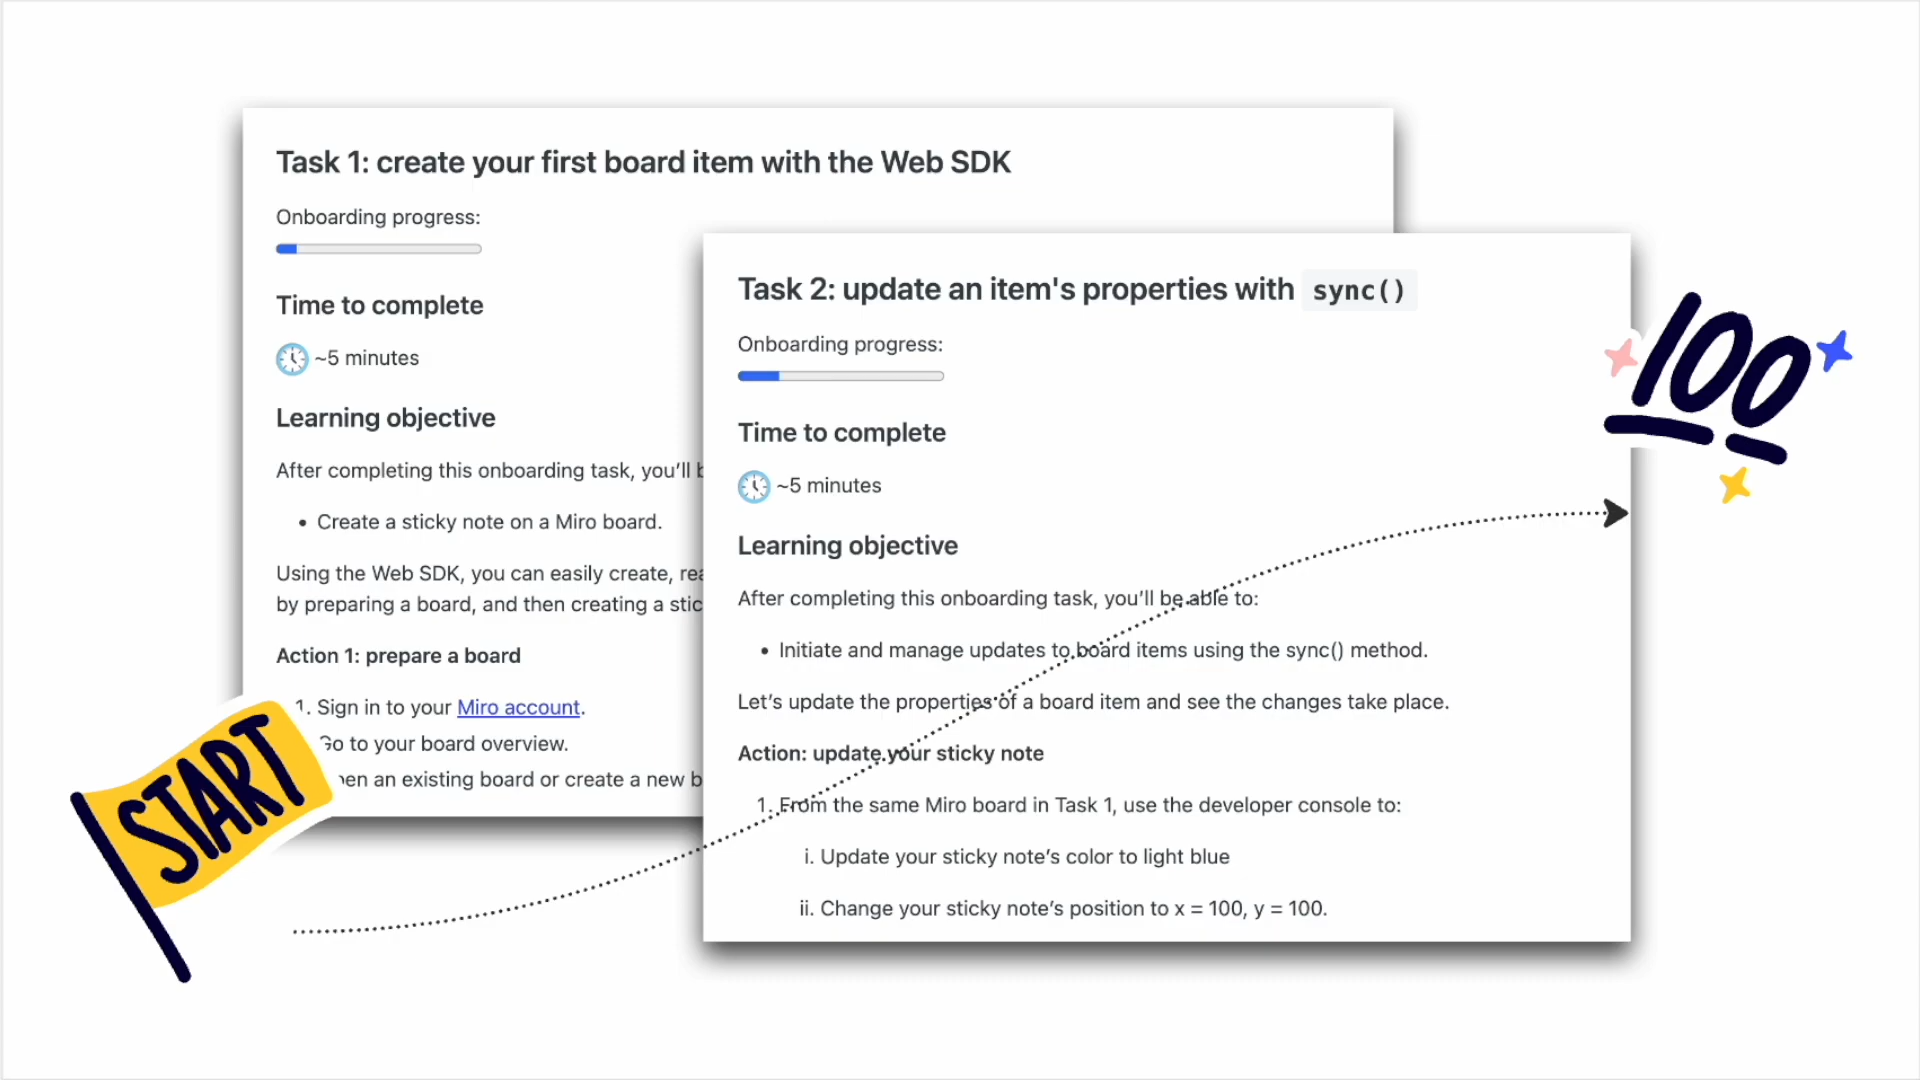 Task 1: create your first board item with the Web SDK
Onboarding progress:
Time to complete
~5 minutes
Learning objective
After completing this onboarding task, you'll
• Create a sticky note on a Miro board.
Using the Web SDK, you can easily create,
by preparing a board, and then creating a
Action 1: prepare a board
1. Sign in to your Miro account.
Go to your board overview.
an existing board or create a new
START
Task 2: update an item's properties with sync()
Onboarding progress:
Time to complete
~5 minutes
Learning objective
After completing this onboarding task, you'll be able to:
• Initiate and manage updates to board items using the sync() method.
Let's update the properties of a board item and see the changes take place.
Action: update your sticky note
1. From the same Miro board in Task 1, use the developer console to:
i. Update your sticky note's color to light blue
ii. Change your sticky note's position to x = 100, y = 100.
100